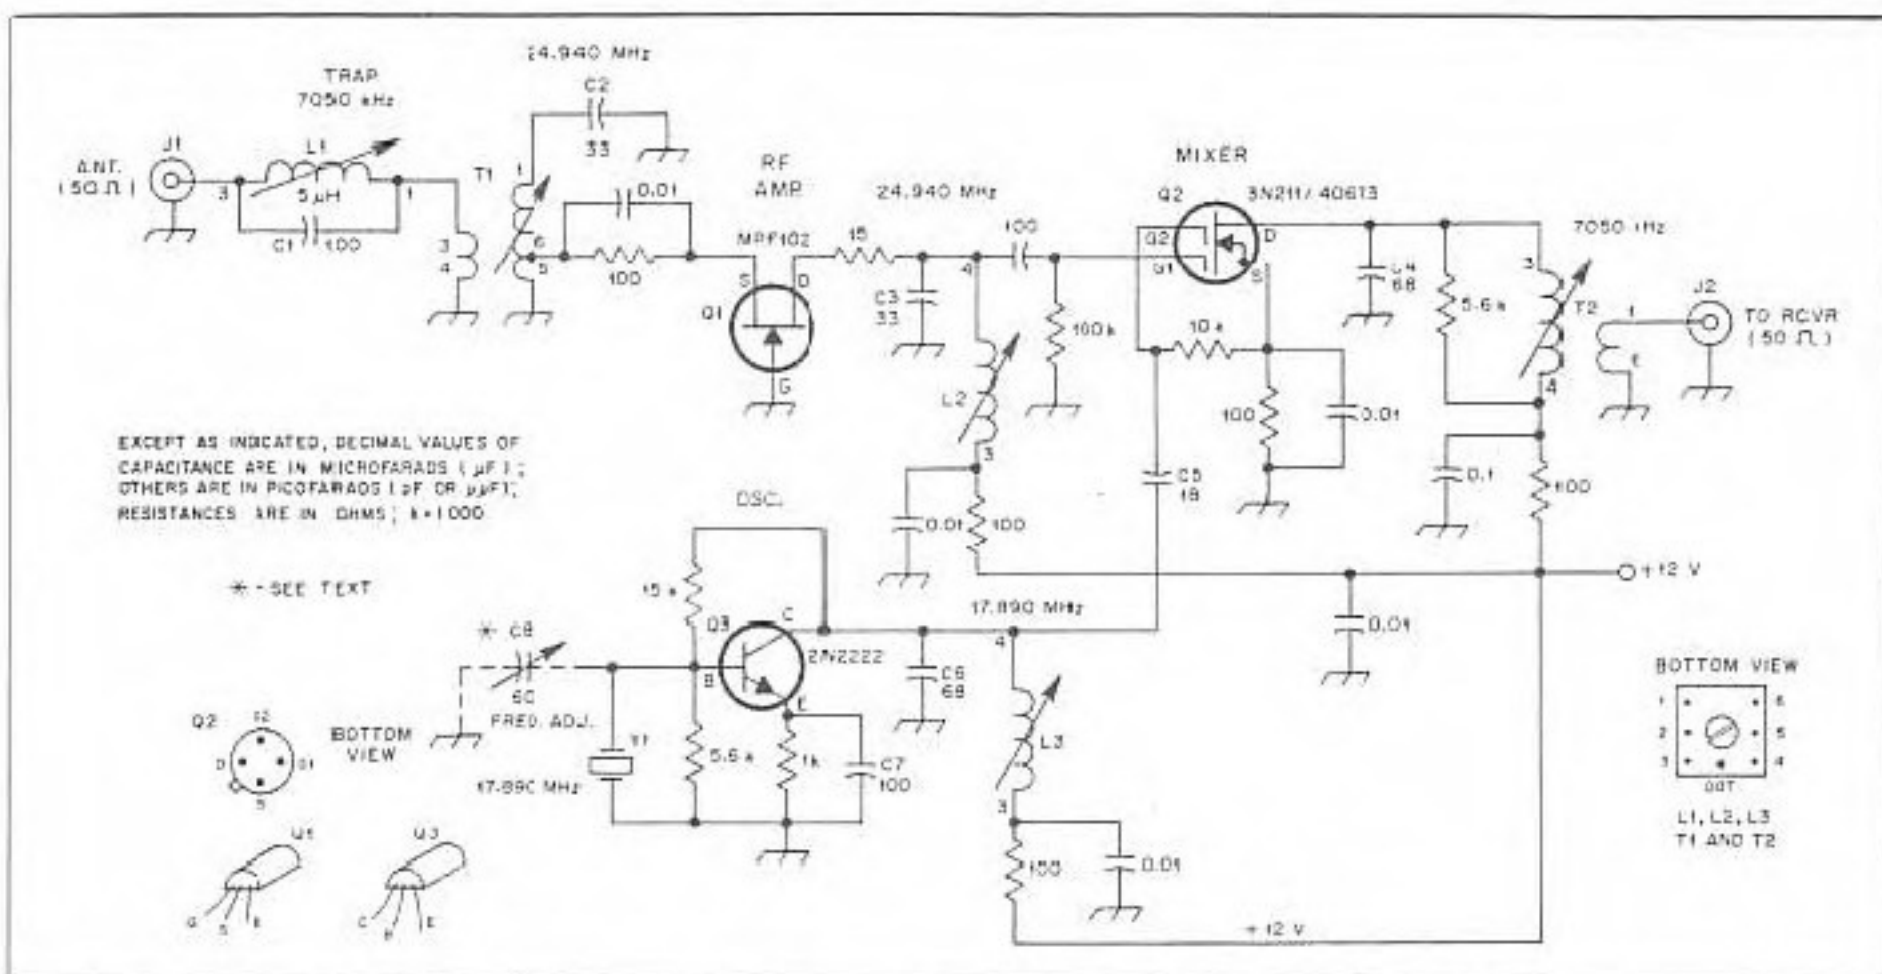 24.940 MHz
TRAP
7050 kHz
C2
33
J1
L1
ANT.
(50 Ω)
3
5 µH
1
C1
100
T1
1
3
4
6
5
0.01
100
RF
AMP.
MPF102
S
D
Q1
G
15
24.940 MHz
C3
33
4
100
100k
L2
3
0.01
100
MIXER
Q2
3N211/40673
G2
G1
D
S
10k
100
0.01
C5
18
C4
68
5.6k
7050 kHz
3
T2
4
1
J2
TO RCVR
(50 Ω)
0.1
100
+12 V
0.01
EXCEPT AS INDICATED, DECIMAL VALUES OF
CAPACITANCE ARE IN MICROFARADS (µF);
OTHERS ARE IN PICOFARADS (pF OR µµF);
RESISTANCES ARE IN OHMS; k=1000
* - SEE TEXT
OSC.
15k
Q3
C
2N2222
B
E
* C8
60
FREQ. ADJ.
Y1
17.890 MHz
5.6k
1k
C7
100
C6
68
17.890 MHz
4
L3
3
150
0.01
+12 V
Q2
G2
D
G1
S
BOTTOM
VIEW
Q1
G
S
Q3
C
B
E
BOTTOM VIEW
1
2
3
6
5
4
DOT
L1, L2, L3
T1 AND T2